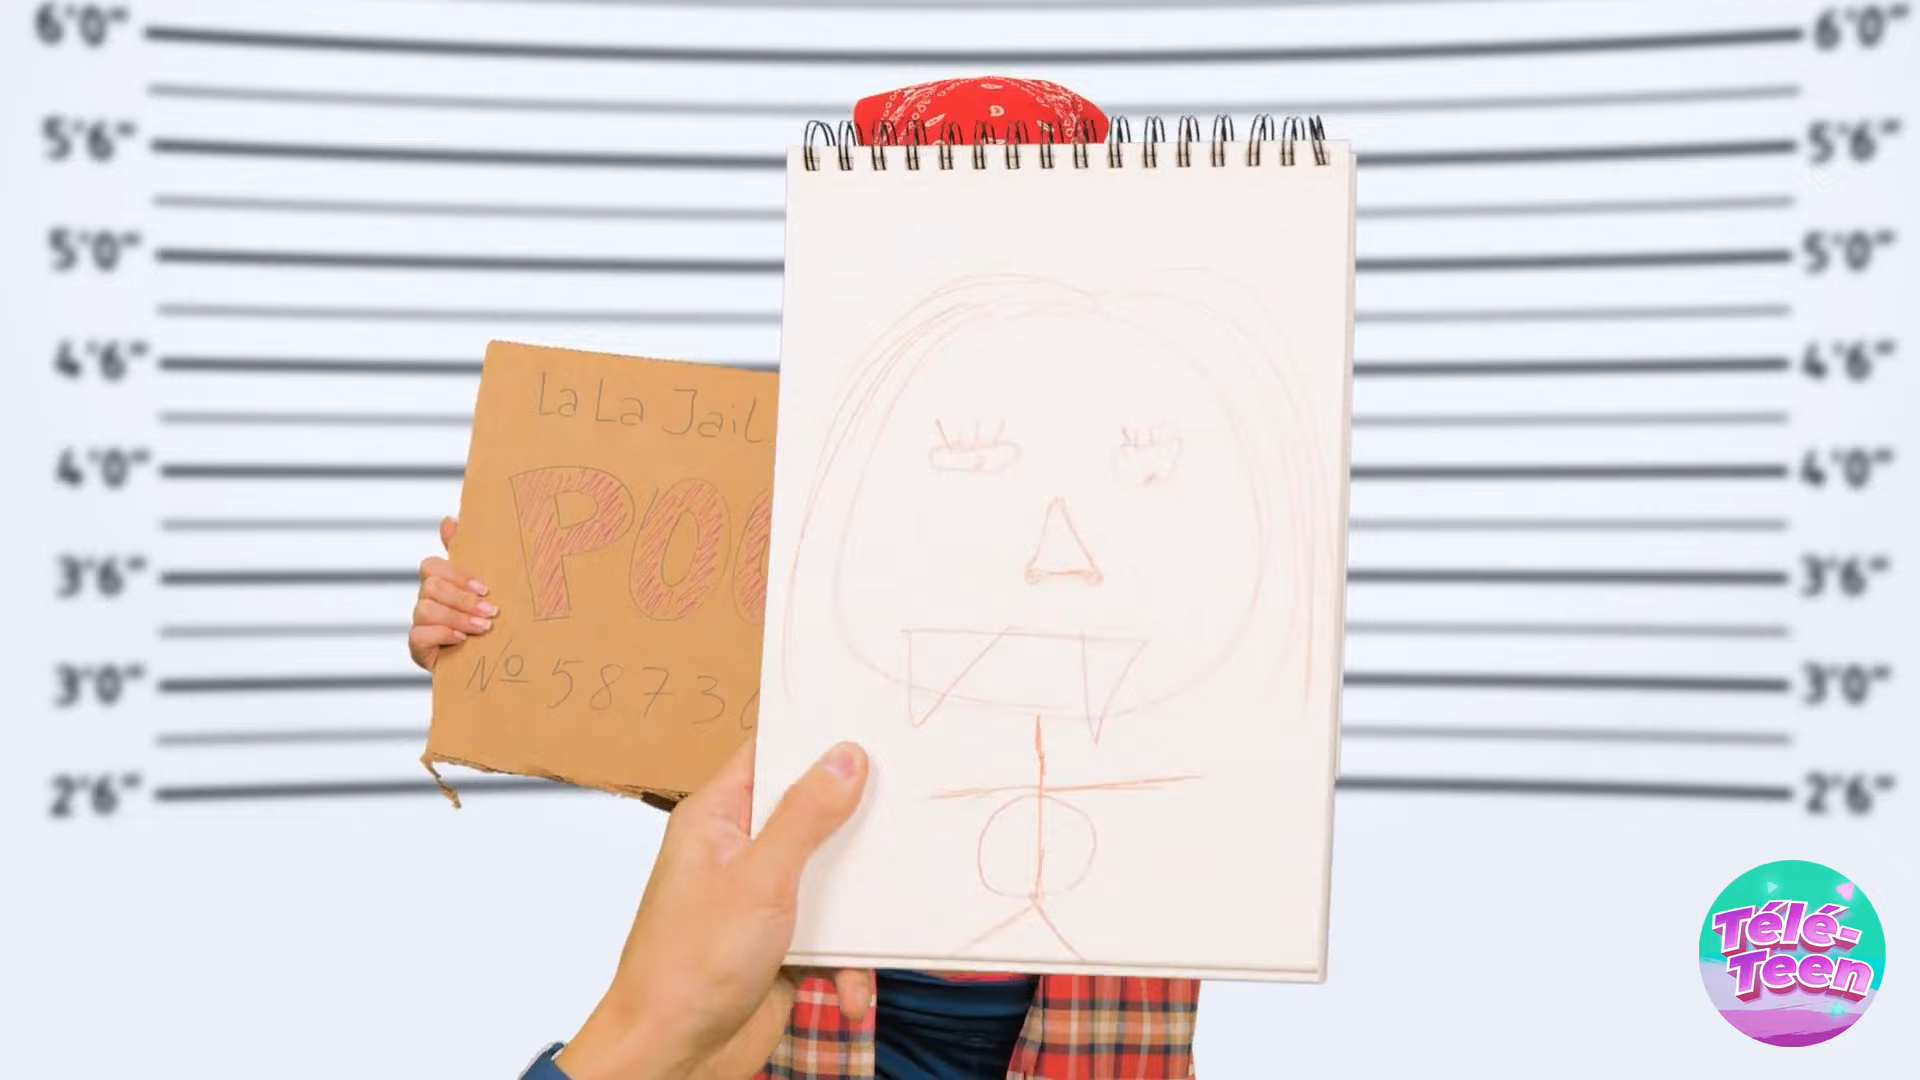 6'0" 6'0"
5'6" 5'6"
5'0" 5'0"
4'6" 4'6"
4'0" 4'0"
3'6" 3'6"
3'0" 3'0"
2'6" 2'6"
La La Jail
POO
Nº 5873
Télé-
Teen